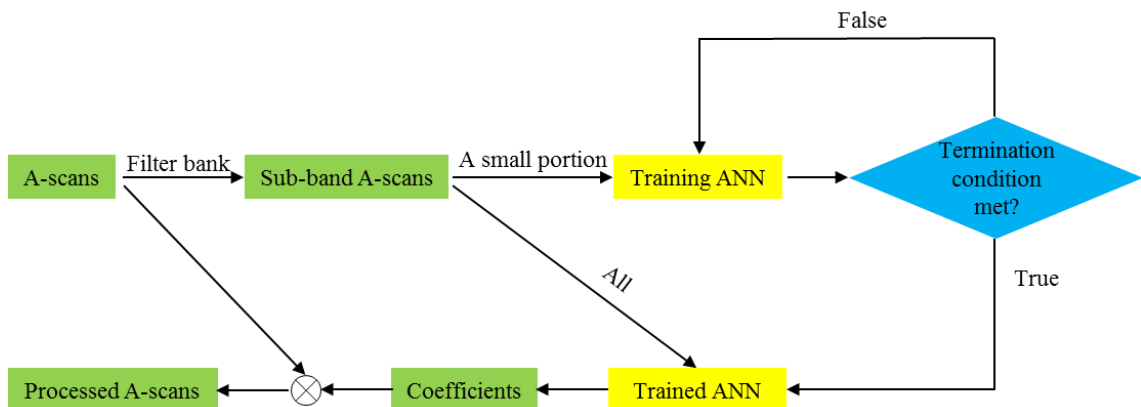 False
A-scans
Filter bank
Sub-band A-scans
A small portion
Training ANN
Termination
condition
met?
All
True
Processed A-scans
Coefficients
Trained ANN